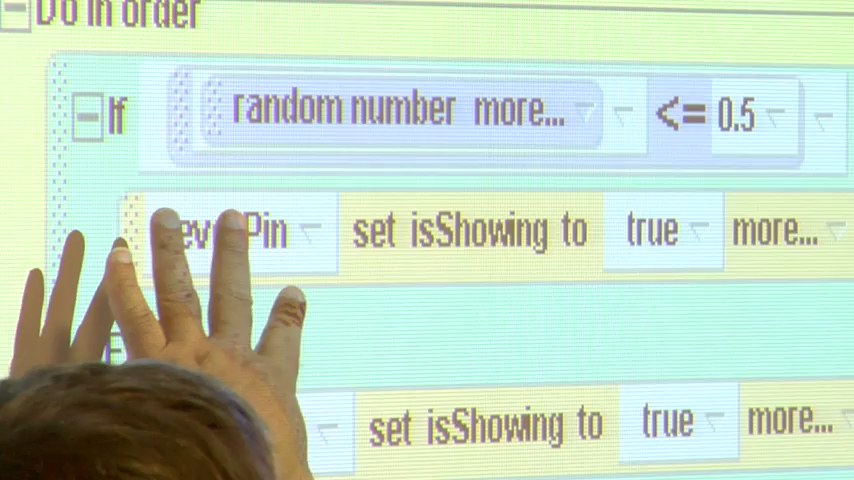 Do in order
If random number more... <= 0.5
set isShowing to true more...
set isShowing to true more...